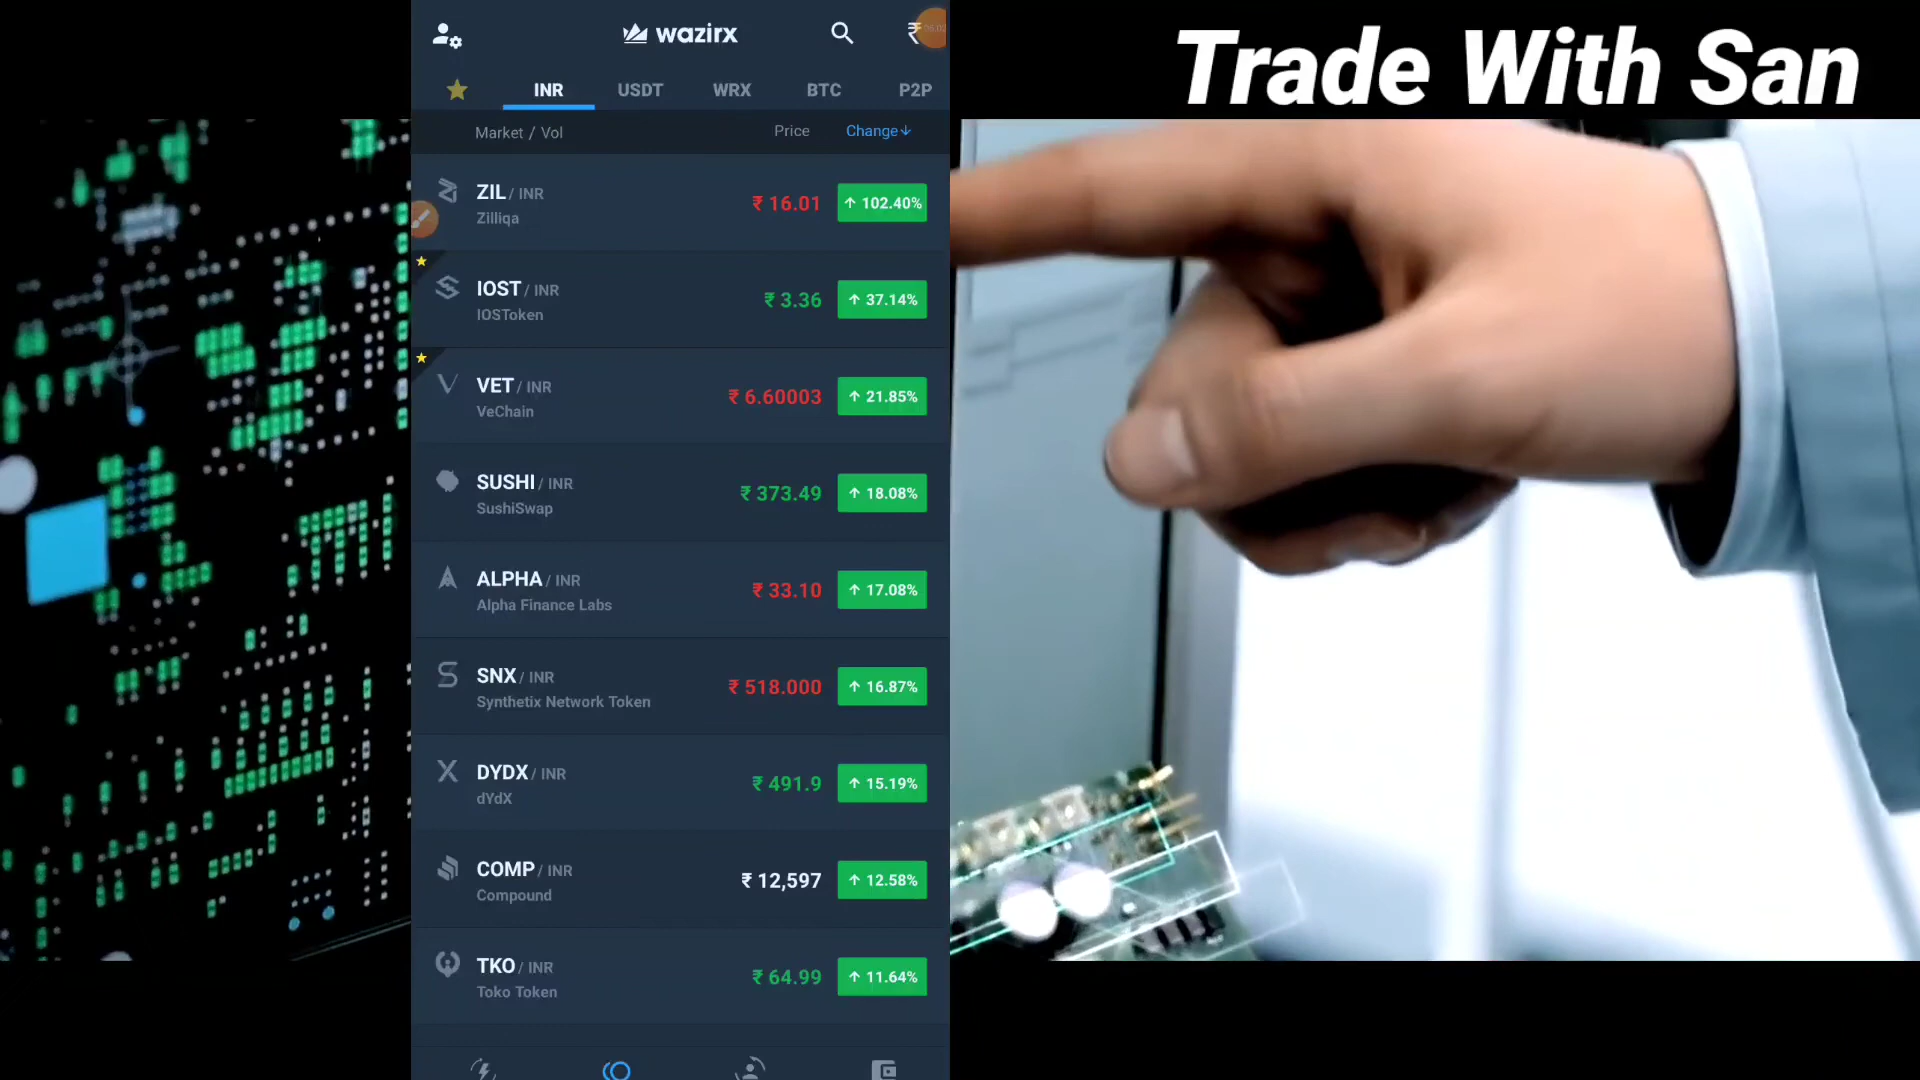 Trade With San
wazirx
₹
INR USDT WRX BTC P2P
Market / Vol Price Change↓
ZIL / INR ₹ 16.01 ↑ 102.40%
Zilliqa
IOST / INR ₹ 3.36 ↑ 37.14%
IOSToken
VET / INR ₹ 6.60003 ↑ 21.85%
VeChain
SUSHI / INR ₹ 373.49 ↑ 18.08%
SushiSwap
ALPHA / INR ₹ 33.10 ↑ 17.08%
Alpha Finance Labs
SNX / INR ₹ 518.000 ↑ 16.87%
Synthetix Network Token
DYDX / INR ₹ 491.9 ↑ 15.19%
dYdX
COMP / INR ₹ 12,597 ↑ 12.58%
Compound
TKO / INR ₹ 64.99 ↑ 11.64%
Toko Token